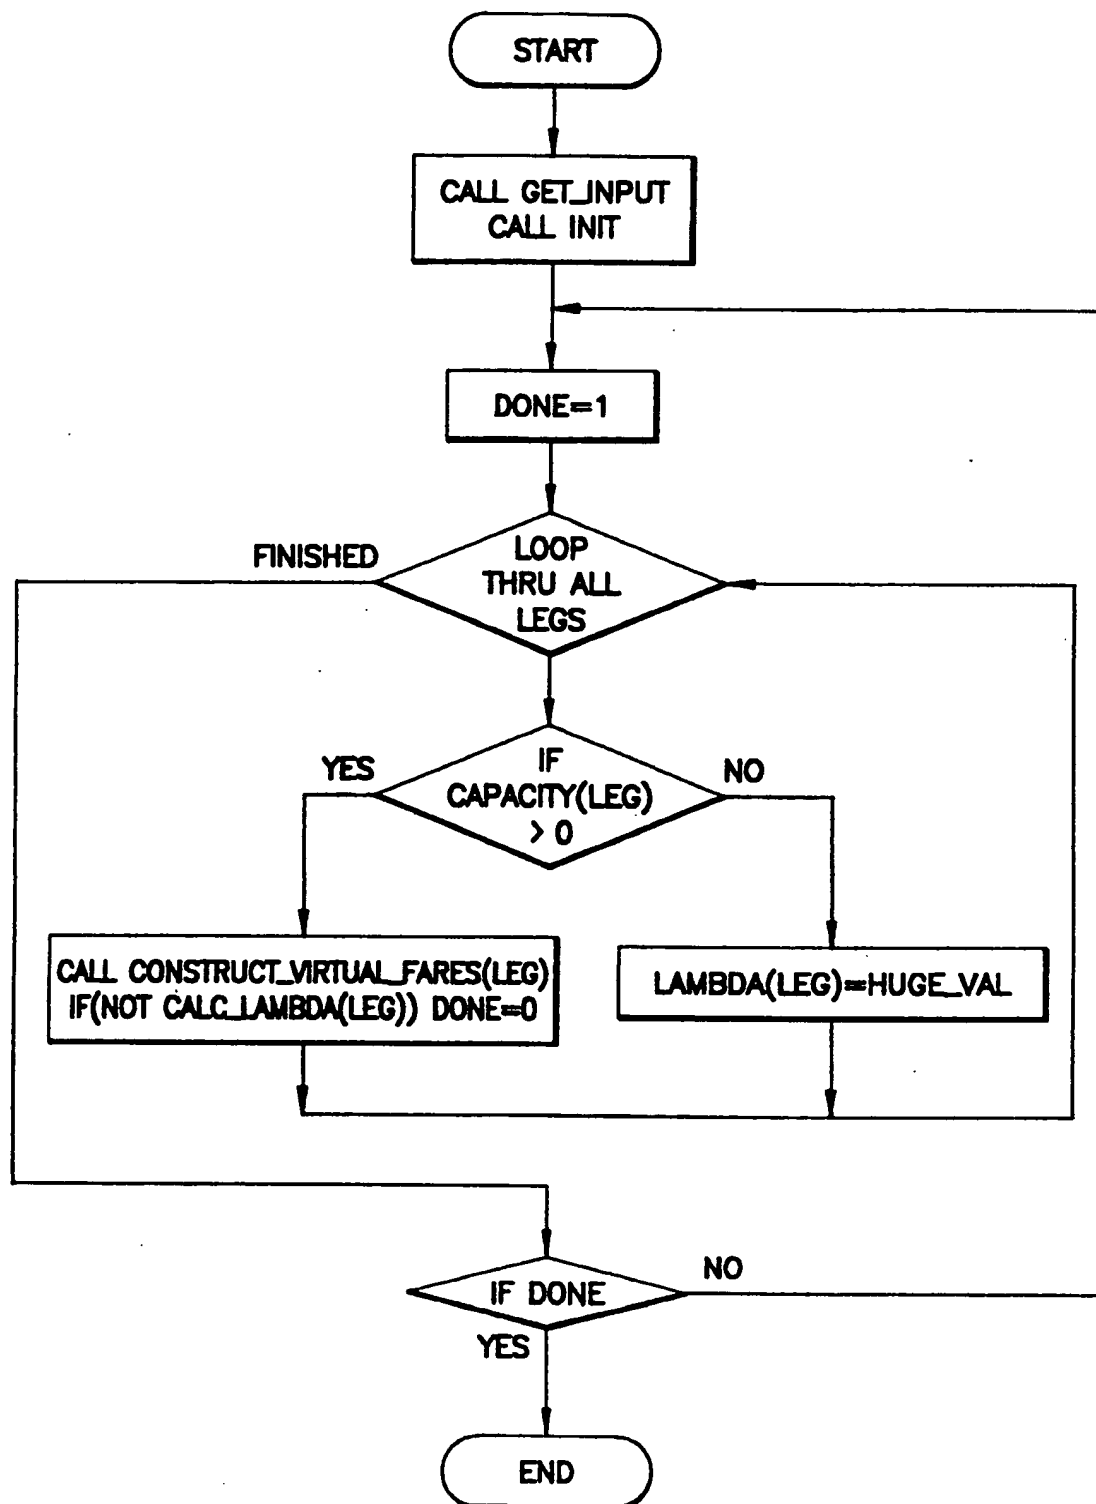 START
CALL GET_INPUT
CALL INIT
DONE=1
FINISHED
LOOP
THRU ALL
LEGS
YES
IF
CAPACITY(LEG)
> 0
NO
CALL CONSTRUCT_VIRTUAL_FARES(LEG)
IF(NOT CALC_LAMBDA(LEG)) DONE=0
LAMBDA(LEG)=HUGE_VAL
IF DONE
NO
YES
END